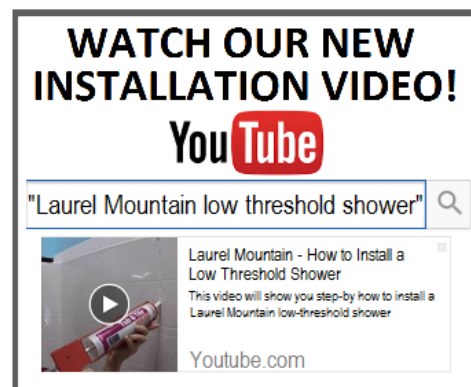 WATCH OUR NEW
INSTALLATION VIDEO!
YouTube
"Laurel Mountain low threshold shower"
Laurel Mountain - How to Install a
Low Threshold Shower
This video will show you step-by how to install a
Laurel Mountain low-threshold shower
Youtube.com